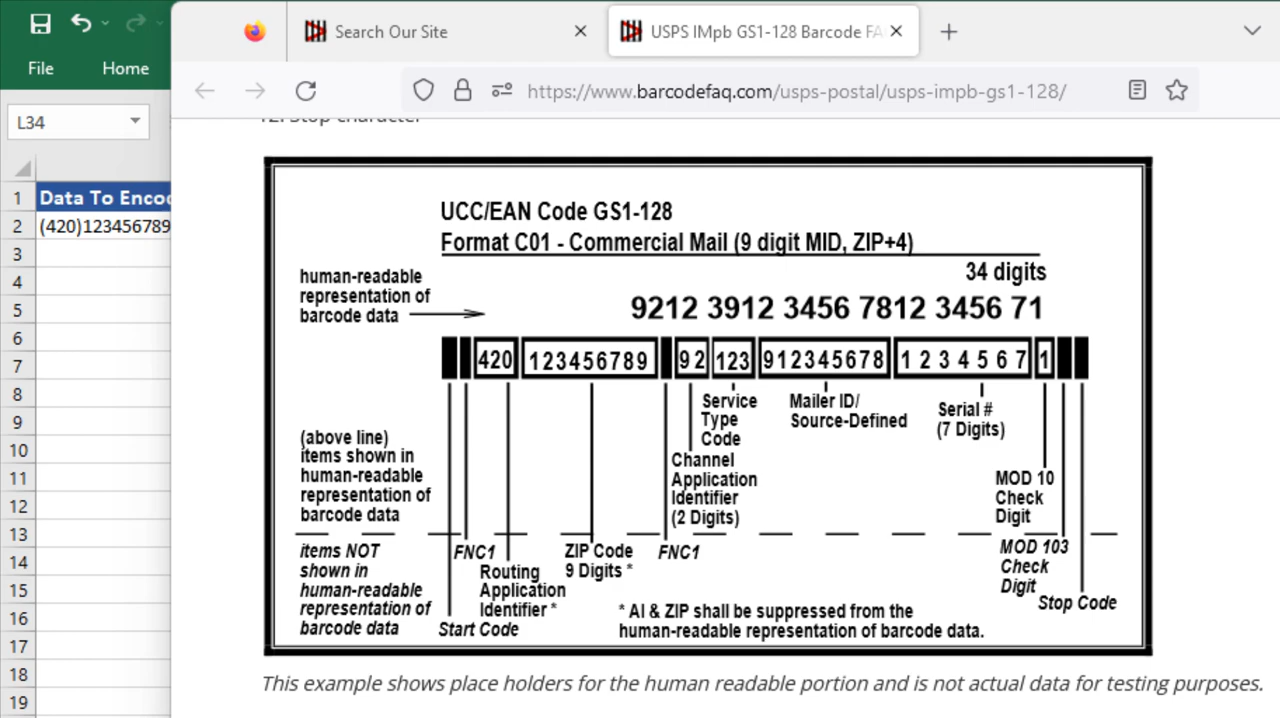 File
Home
L34
1
Data To Enco
2
(420)123456789
3
4
5
6
7
8
9
10
11
12
13
14
15
16
17
18
19
Search Our Site
USPS IMpb GS1-128 Barcode FA
https://www.barcodefaq.com/usps-postal/usps-impb-gs1-128/
12. Stop character
UCC/EAN Code GS1-128
Format C01 - Commercial Mail (9 digit MID, ZIP+4)
34 digits
human-readable
representation of
barcode data
9212 3912 3456 7812 3456 71
420 123456789 92 123 912345678 1234567 1
Service
Type
Code
Mailer ID/
Source-Defined
Serial #
(7 Digits)
(above line)
items shown in
human-readable
representation of
barcode data
Channel
Application
Identifier
(2 Digits)
MOD 10
Check
Digit
items NOT
shown in
human-readable
representation of
barcode data
FNC1
Routing
Application
Identifier *
Start Code
ZIP Code
9 Digits *
FNC1
MOD 103
Check
Digit
Stop Code
* AI & ZIP shall be suppressed from the
human-readable representation of barcode data.
This example shows place holders for the human readable portion and is not actual data for testing purposes.